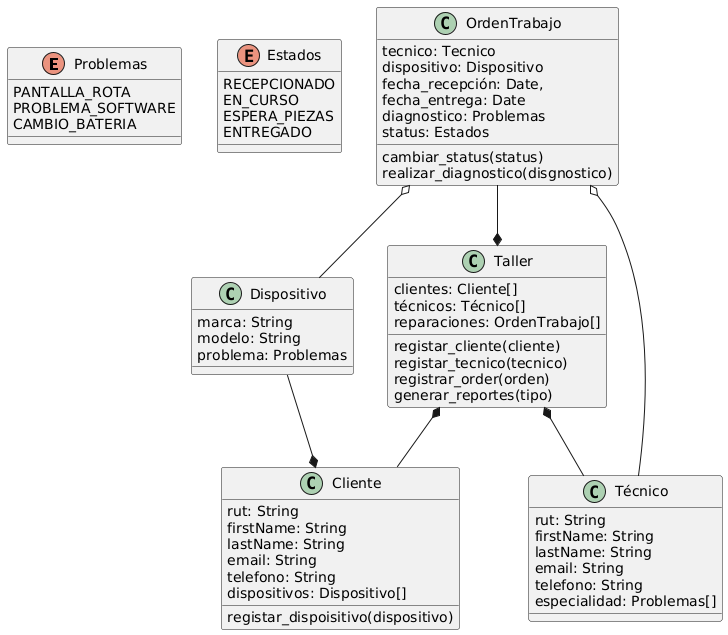 E Problemas
PANTALLA_ROTA
PROBLEMA_SOFTWARE
CAMBIO_BATERIA
E Estados
RECEPCIONADO
EN_CURSO
ESPERA_PIEZAS
ENTREGADO
C OrdenTrabajo
tecnico: Tecnico
dispositivo: Dispositivo
fecha_recepción: Date,
fecha_entrega: Date
diagnostico: Problemas
status: Estados
cambiar_status(status)
realizar_diagnostico(disgnostico)
C Dispositivo
marca: String
modelo: String
problema: Problemas
C Taller
clientes: Cliente[]
técnicos: Técnico[]
reparaciones: OrdenTrabajo[]
registar_cliente(cliente)
registar_tecnico(tecnico)
registrar_order(orden)
generar_reportes(tipo)
C Cliente
rut: String
firstName: String
lastName: String
email: String
telefono: String
dispositivos: Dispositivo[]
registar_dispoisitivo(dispositivo)
C Técnico
rut: String
firstName: String
lastName: String
email: String
telefono: String
especialidad: Problemas[]